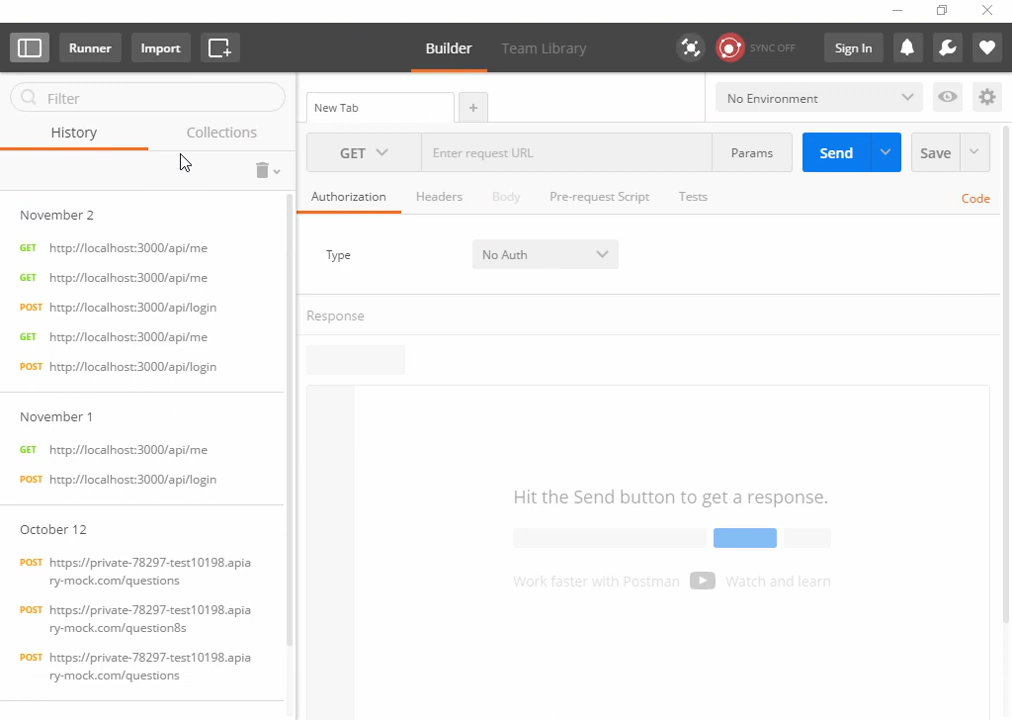 Runner
Import
Builder
Team Library
SYNC OFF
Sign In
Filter
History
Collections
November 2
GET http://localhost:3000/api/me
GET http://localhost:3000/api/me
POST http://localhost:3000/api/login
GET http://localhost:3000/api/me
POST http://localhost:3000/api/login
November 1
GET http://localhost:3000/api/me
POST http://localhost:3000/api/login
October 12
POST https://private-78297-test10198.apia
ry-mock.com/questions
POST https://private-78297-test10198.apia
ry-mock.com/question8s
POST https://private-78297-test10198.apia
ry-mock.com/questions
New Tab
+
No Environment
GET
Enter request URL
Params
Send
Save
Authorization
Headers
Body
Pre-request Script
Tests
Code
Type
No Auth
Response
Hit the Send button to get a response.
Work faster with Postman
Watch and learn